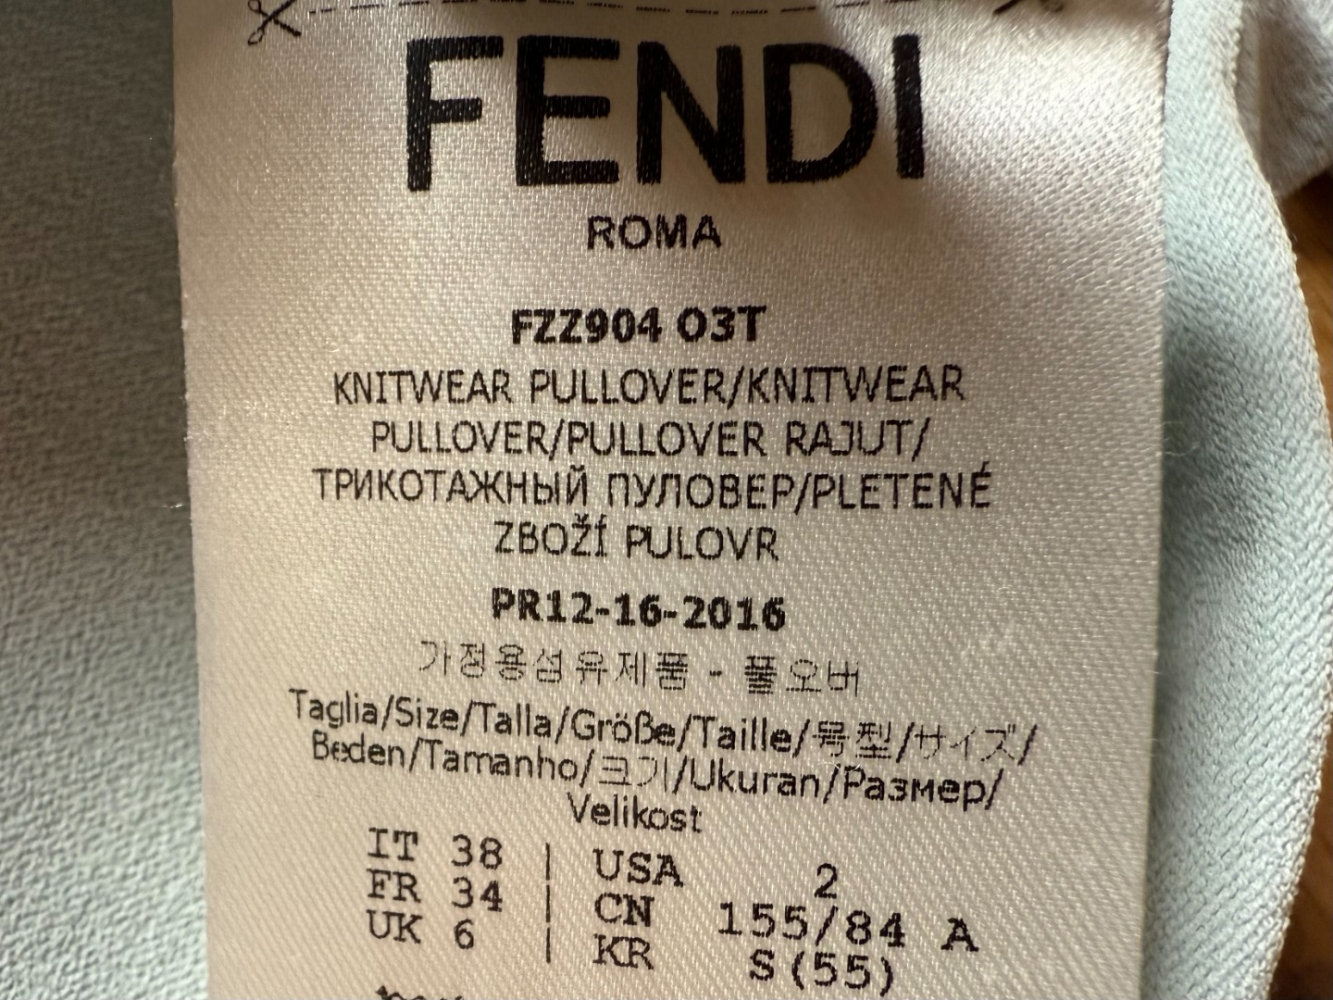 FENDI
ROMA
FZZ904 O3T
KNITWEAR PULLOVER/KNITWEAR
PULLOVER/PULLOVER RAJUT/
ТРИКОТАЖНЫЙ ПУЛОВЕР/PLETENÉ
ZBOŽÍ PULOVR
PR12-16-2016
가정용섬유제품 - 풀오버
Taglia/Size/Talla/Größe/Taille/号型/サイズ/
Beden/Tamanho/크기/Ukuran/Размер/
Velikost
IT 38 | USA 2
FR 34 | CN 155/84 A
UK 6 | KR S(55)